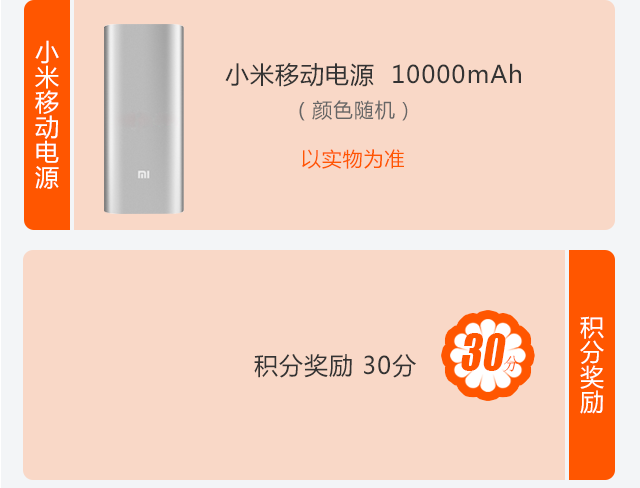 小米移动电源
小米移动电源 10000mAh
（颜色随机）
以实物为准
mi
积分奖励 30分
30分
积分奖励